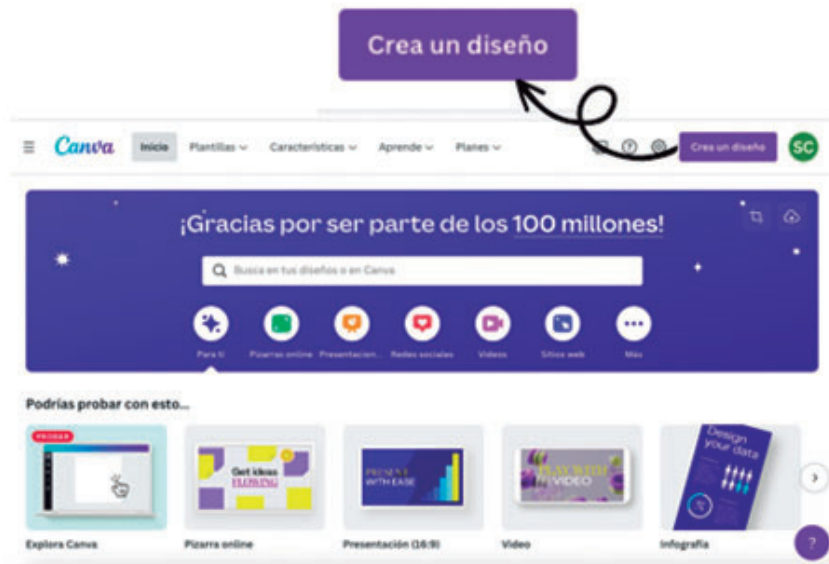 Crea un diseño
Canva Inicio Plantillas Características Aprende Planes ? Crea un diseño SC
¡Gracias por ser parte de los 100 millones!
Busca en tus diseños o en Canva
Para ti Pizarras online Presentacion... Redes sociales Videos Sitios web Más
Podrías probar con esto...
PROBAR
Get ideas
FLOWING
PRESENT
WITH EASE
PLAY WITH
VIDEO
Design
your data
Explora Canva Pizarra online Presentación (16:9) Video Infografía ?